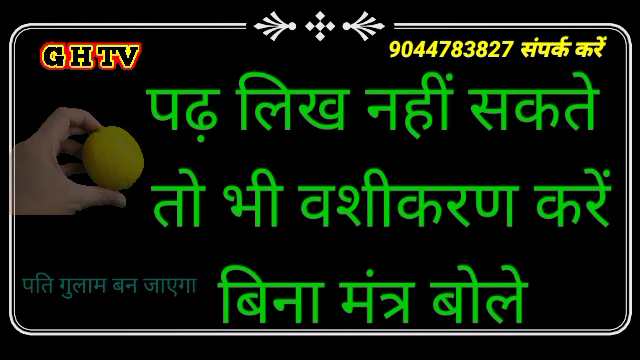 G H TV
9044783827 संपर्क करें
पढ़ लिख नहीं सकते
तो भी वशीकरण करें
पति गुलाम बन जाएगा
बिना मंत्र बोले